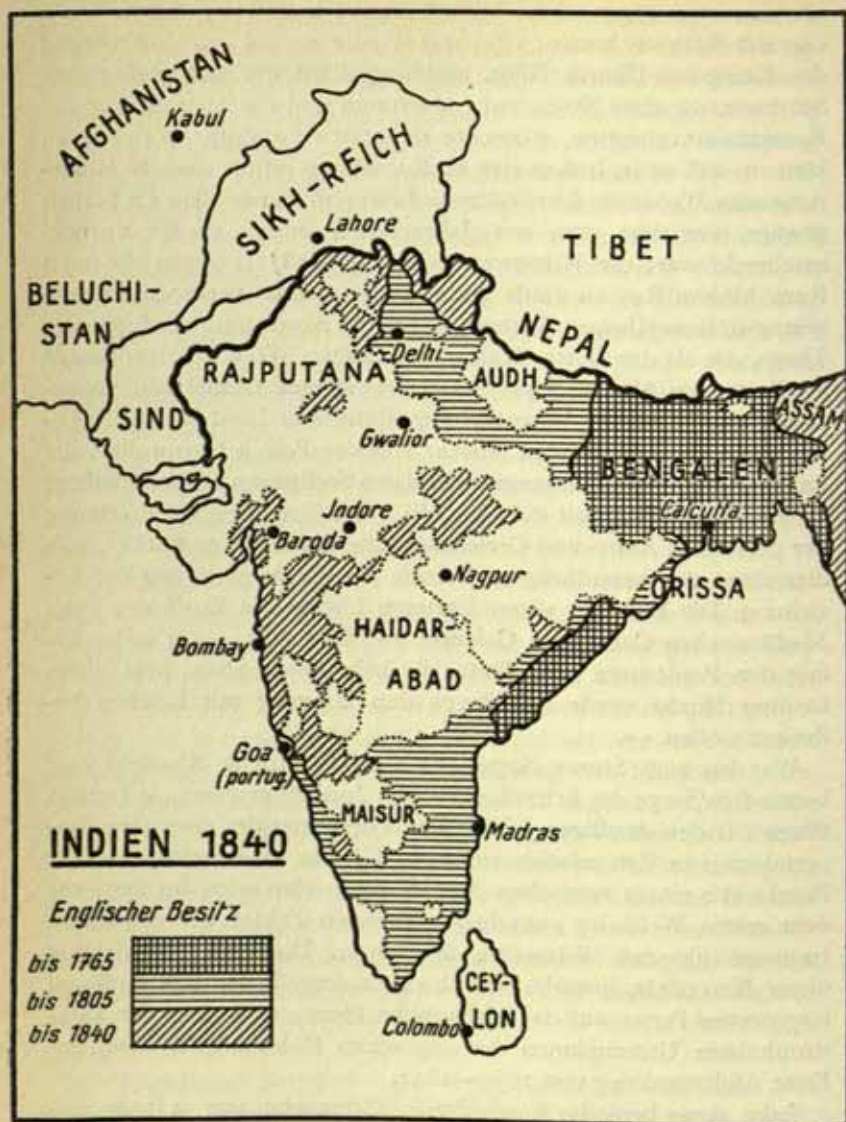 AFGHANISTAN
Kabul
SIKH-REICH
Lahore
TIBET
BELUCHI-
STAN
NEPAL
Delhi
RAJPUTANA
AUDH
SIND
Gwalior
ASSAM
BENGALEN
Calcutta
Indore
Baroda
Nagpur
ORISSA
HAIDAR-
ABAD
Bombay
Goa
(portug.)
MAISUR
Madras
INDIEN 1840
Englischer Besitz
bis 1765
bis 1805
bis 1840
CEY-
LON
Colombo